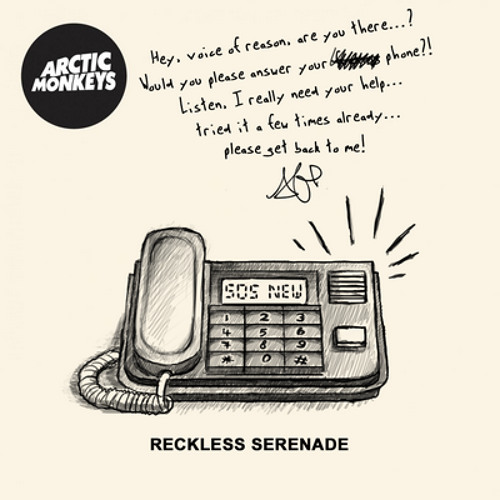 ARCTIC
MONKEYS
Hey, voice of reason, are you there...?
Would you please answer your phone?!
Listen, I really need your help...
tried it a few times already...
please get back to me!
SOS NEW
1 2 3
4 5 6
7 8 9
* 0 #
RECKLESS SERENADE